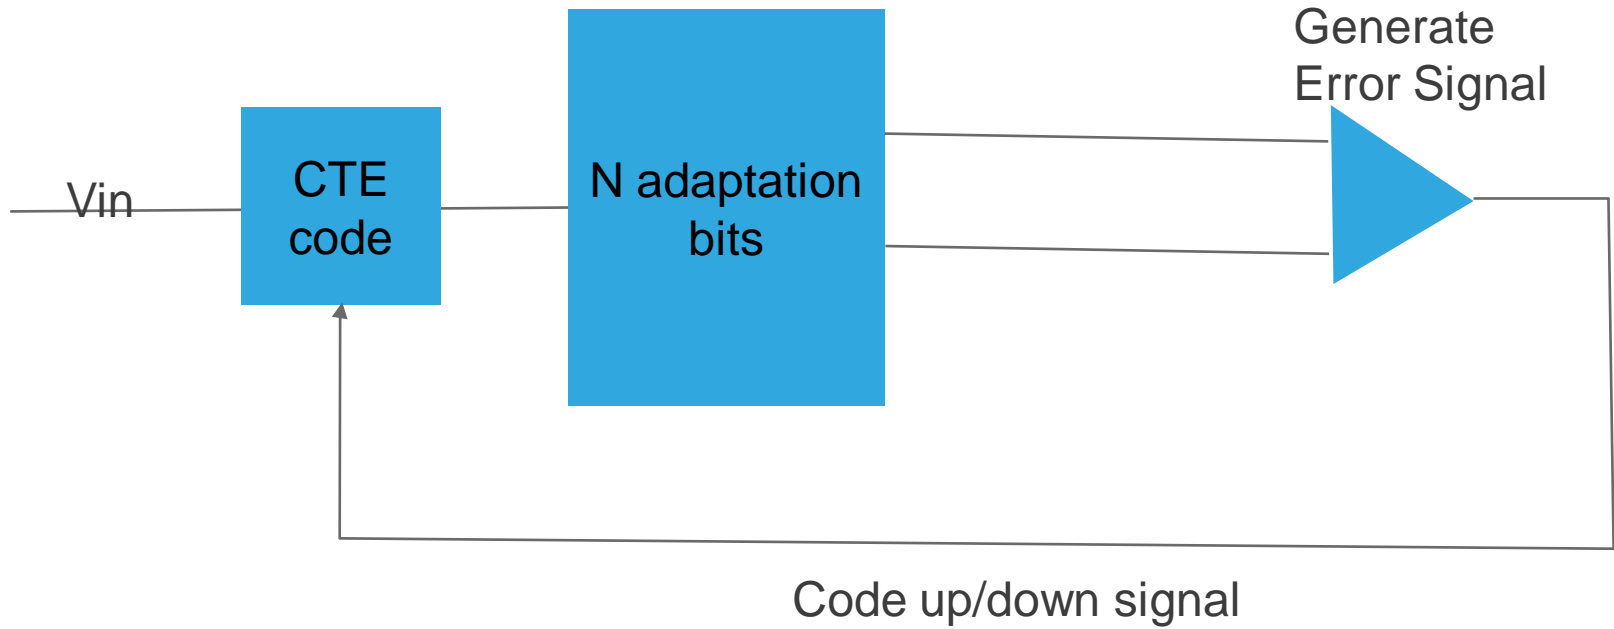 Generate
Error Signal
Vin
CTE
code
N adaptation
bits
Code up/down signal